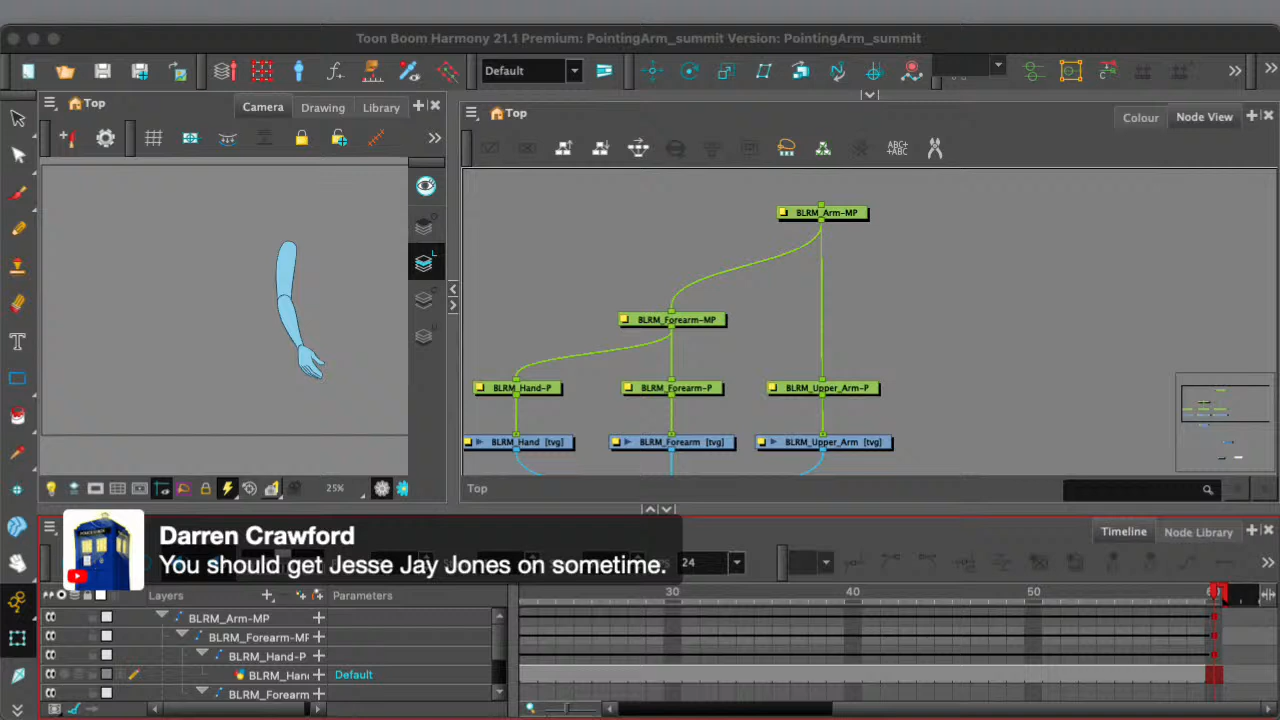 Toon Boom Harmony 21.1 Premium: PointingArm_summit Version: PointingArm_summit
Default
Top
Camera
Drawing
Library
Top
Colour
Node View
ABC+
+ABC
BLRM_Arm-MP
BLRM_Forearm-MP
BLRM_Hand-P
BLRM_Forearm-P
BLRM_Upper_Arm-P
BLRM_Hand [tvg]
BLRM_Forearm [tvg]
BLRM_Upper_Arm [tvg]
25%
Top
Darren Crawford
You should get Jesse Jay Jones on sometime.
24
Timeline
Node Library
Layers
Parameters
30
40
50
BLRM_Arm-MP
BLRM_Forearm-MF
BLRM_Hand-P
BLRM_Han
Default
BLRM_Forearm